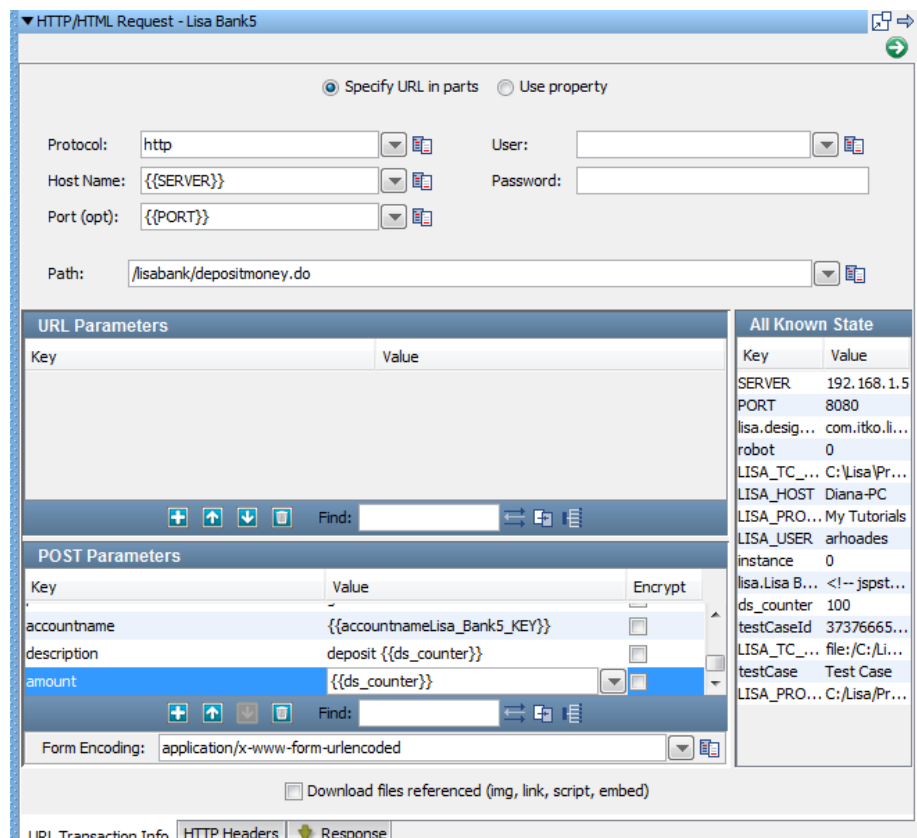 HTTP/HTML Request - Lisa Bank5
Specify URL in parts Use property
Protocol: http User:
Host Name: {{SERVER}} Password:
Port (opt): {{PORT}}
Path: /lisabank/depositmoney.do
URL Parameters
Key Value
Find:
All Known State
Key Value
SERVER 192.168.1.5
PORT 8080
lisa.desig... com.itko.li...
robot 0
LISA_TC_... C:\Lisa\Pr...
LISA_HOST Diana-PC
LISA_PRO... My Tutorials
LISA_USER arhoades
instance 0
lisa.Lisa B... <!-- jspst...
ds_counter 100
testCaseId 37376665...
LISA_TC_... file:/C:/Li...
testCase Test Case
LISA_PRO... C:/Lisa/Pr...
POST Parameters
Key Value Encrypt
accountname {{accountnameLisa_Bank5_KEY}}
description deposit {{ds_counter}}
amount {{ds_counter}}
Find:
Form Encoding: application/x-www-form-urlencoded
Download files referenced (img, link, script, embed)
URL Transaction Info HTTP Headers Response